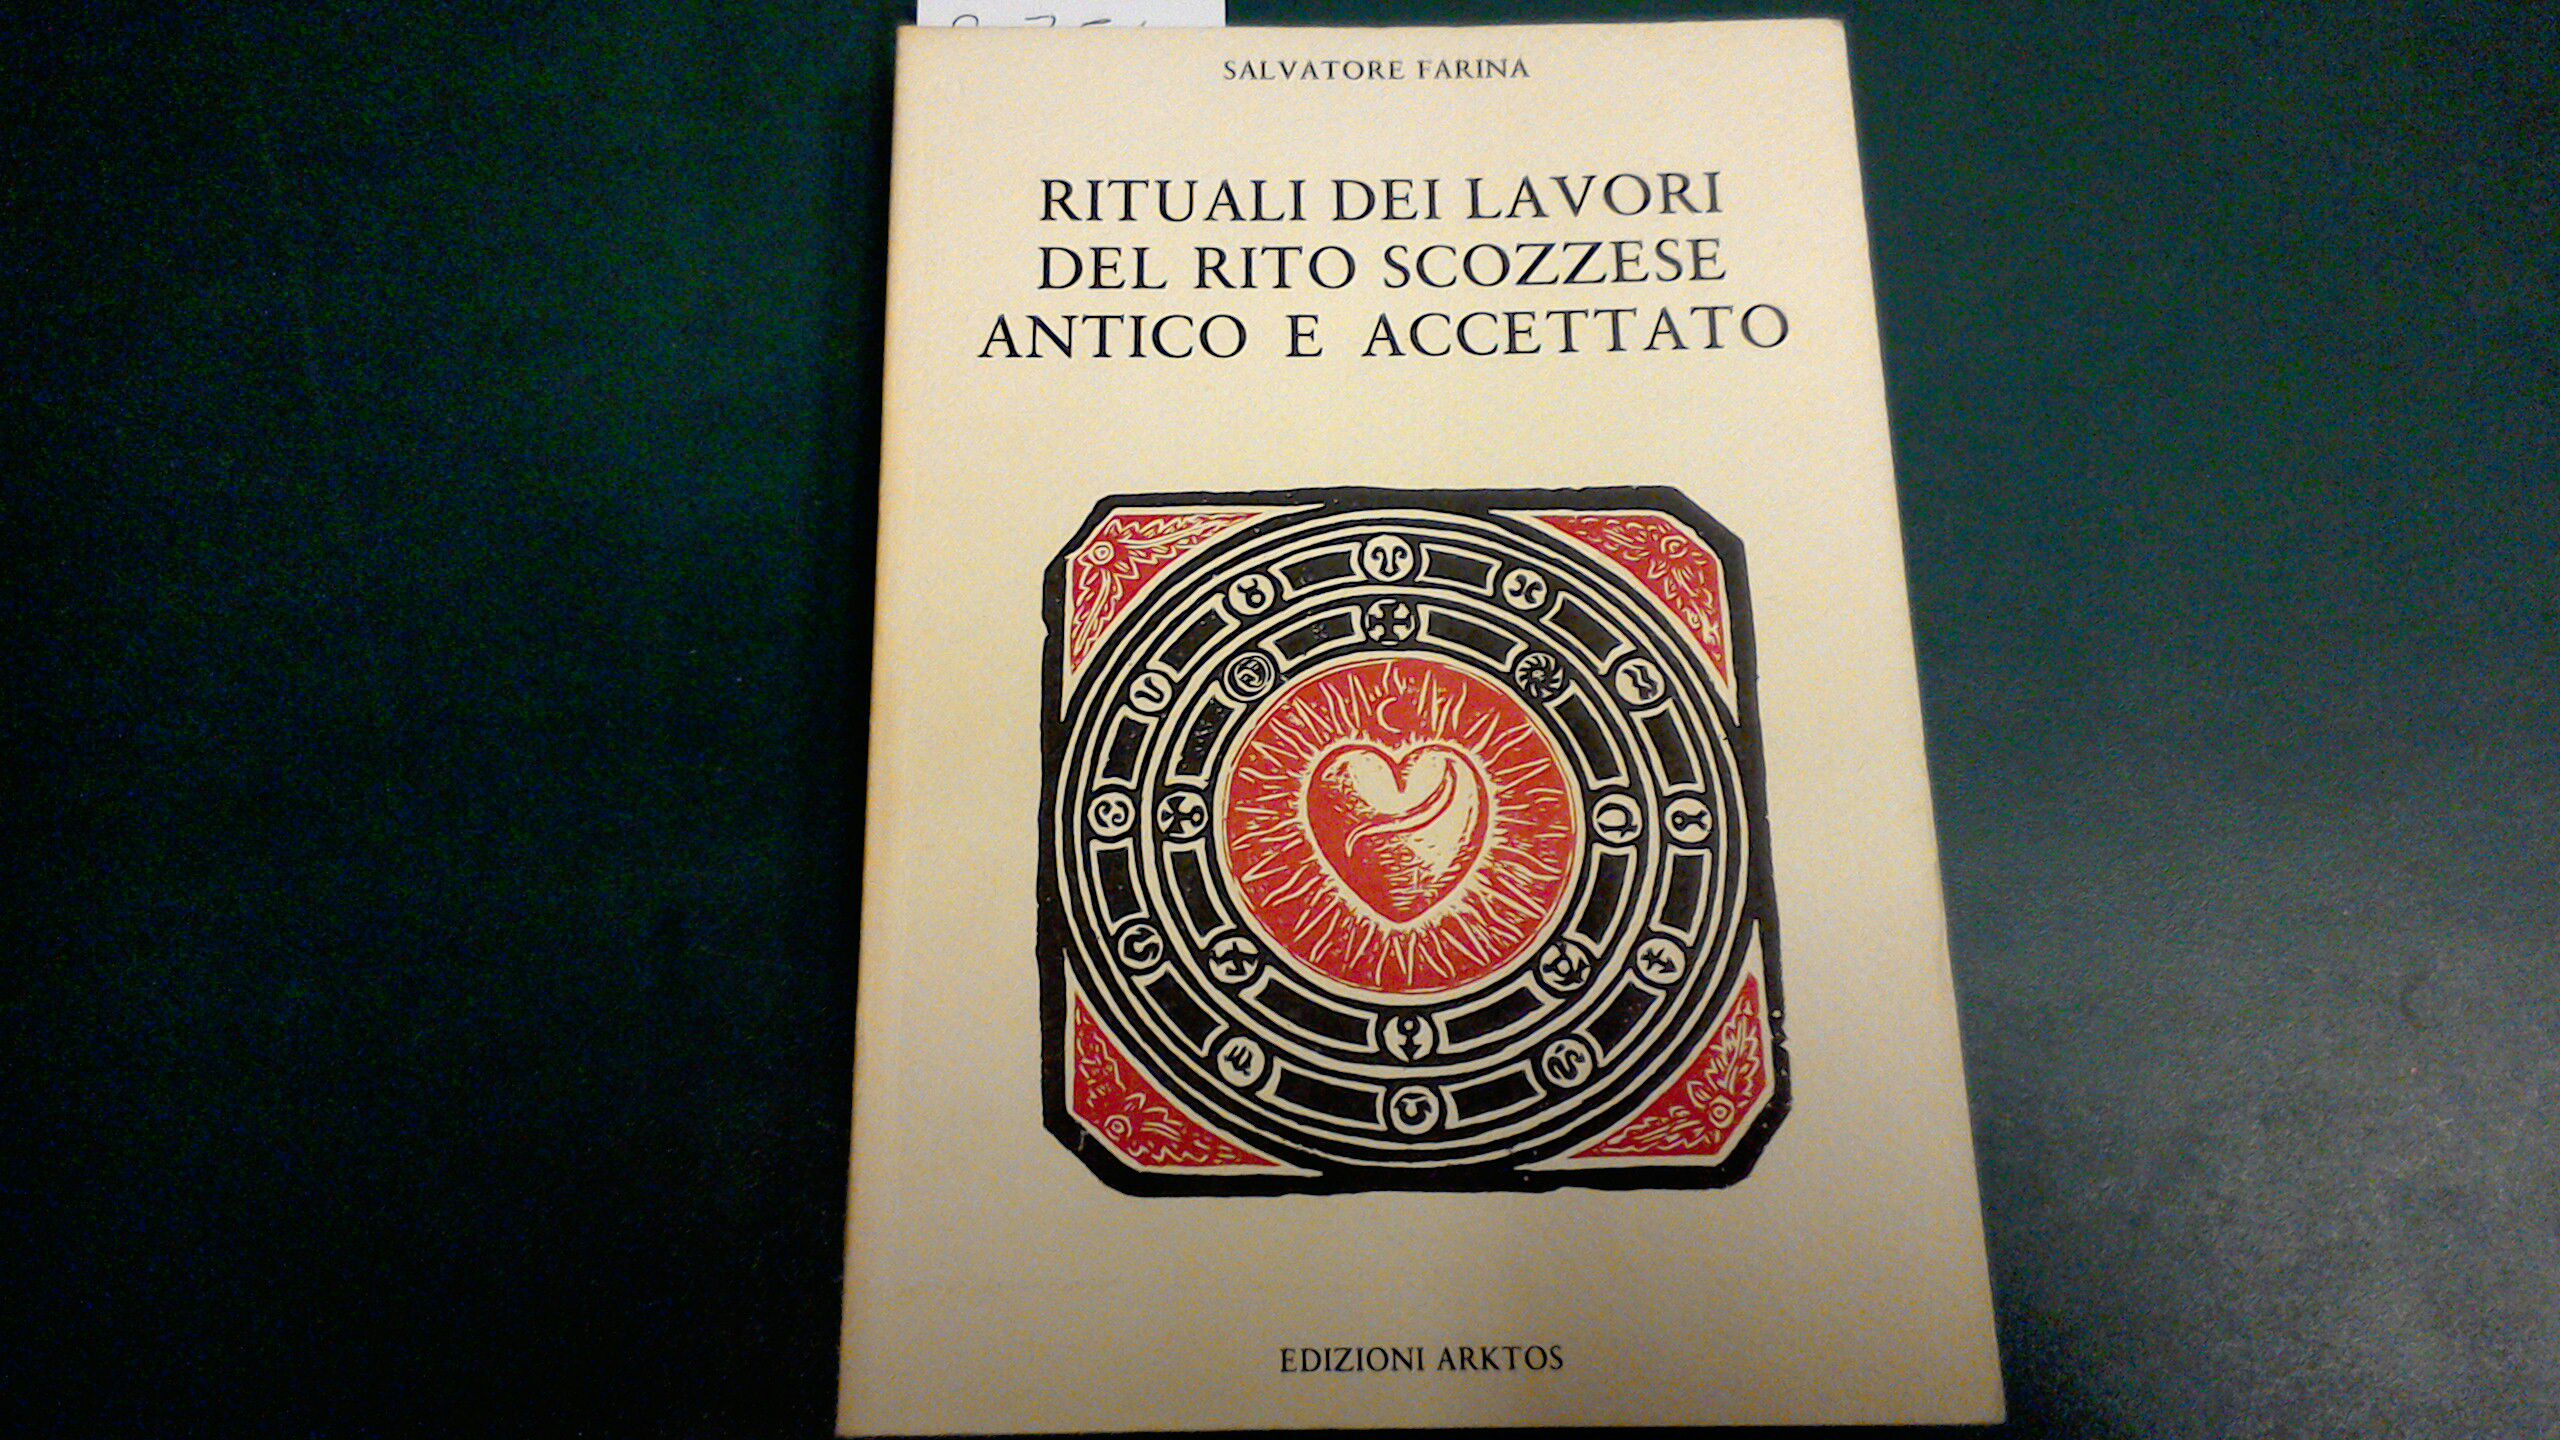 SALVATORE FARINA
RITUALI DEI LAVORI
DEL RITO SCOZZESE
ANTICO E ACCETTATO
EDIZIONI ARKTOS